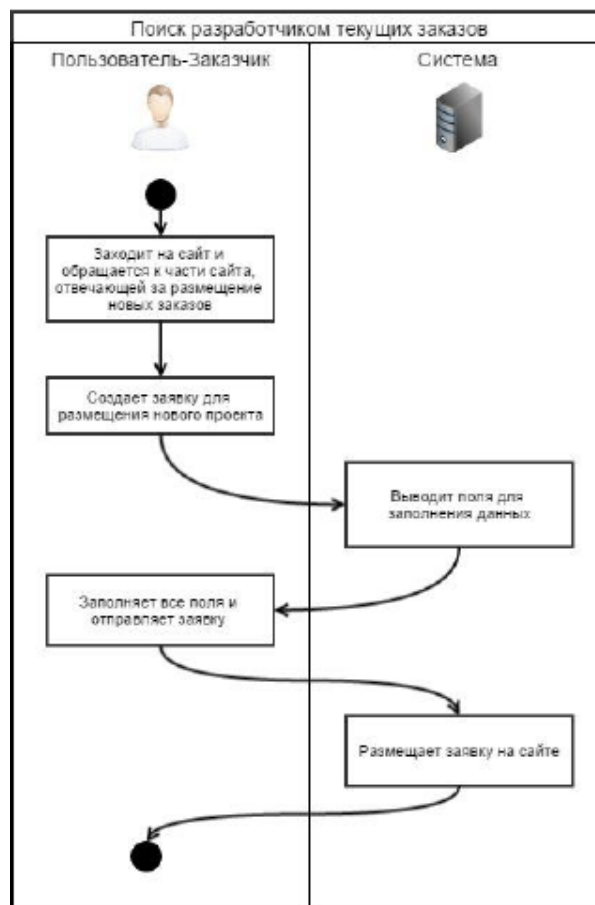 Поиск разработчиком текущих заказов
Пользователь-Заказчик
Система
Заходит на сайт и
обращается к части сайта,
отвечающей за размещение
новых заказов
Создает заявку для
размещения нового проекта
Выводит поля для
заполнения данных
Заполняет все поля и
отправляет заявку
Размещает заявку на сайте